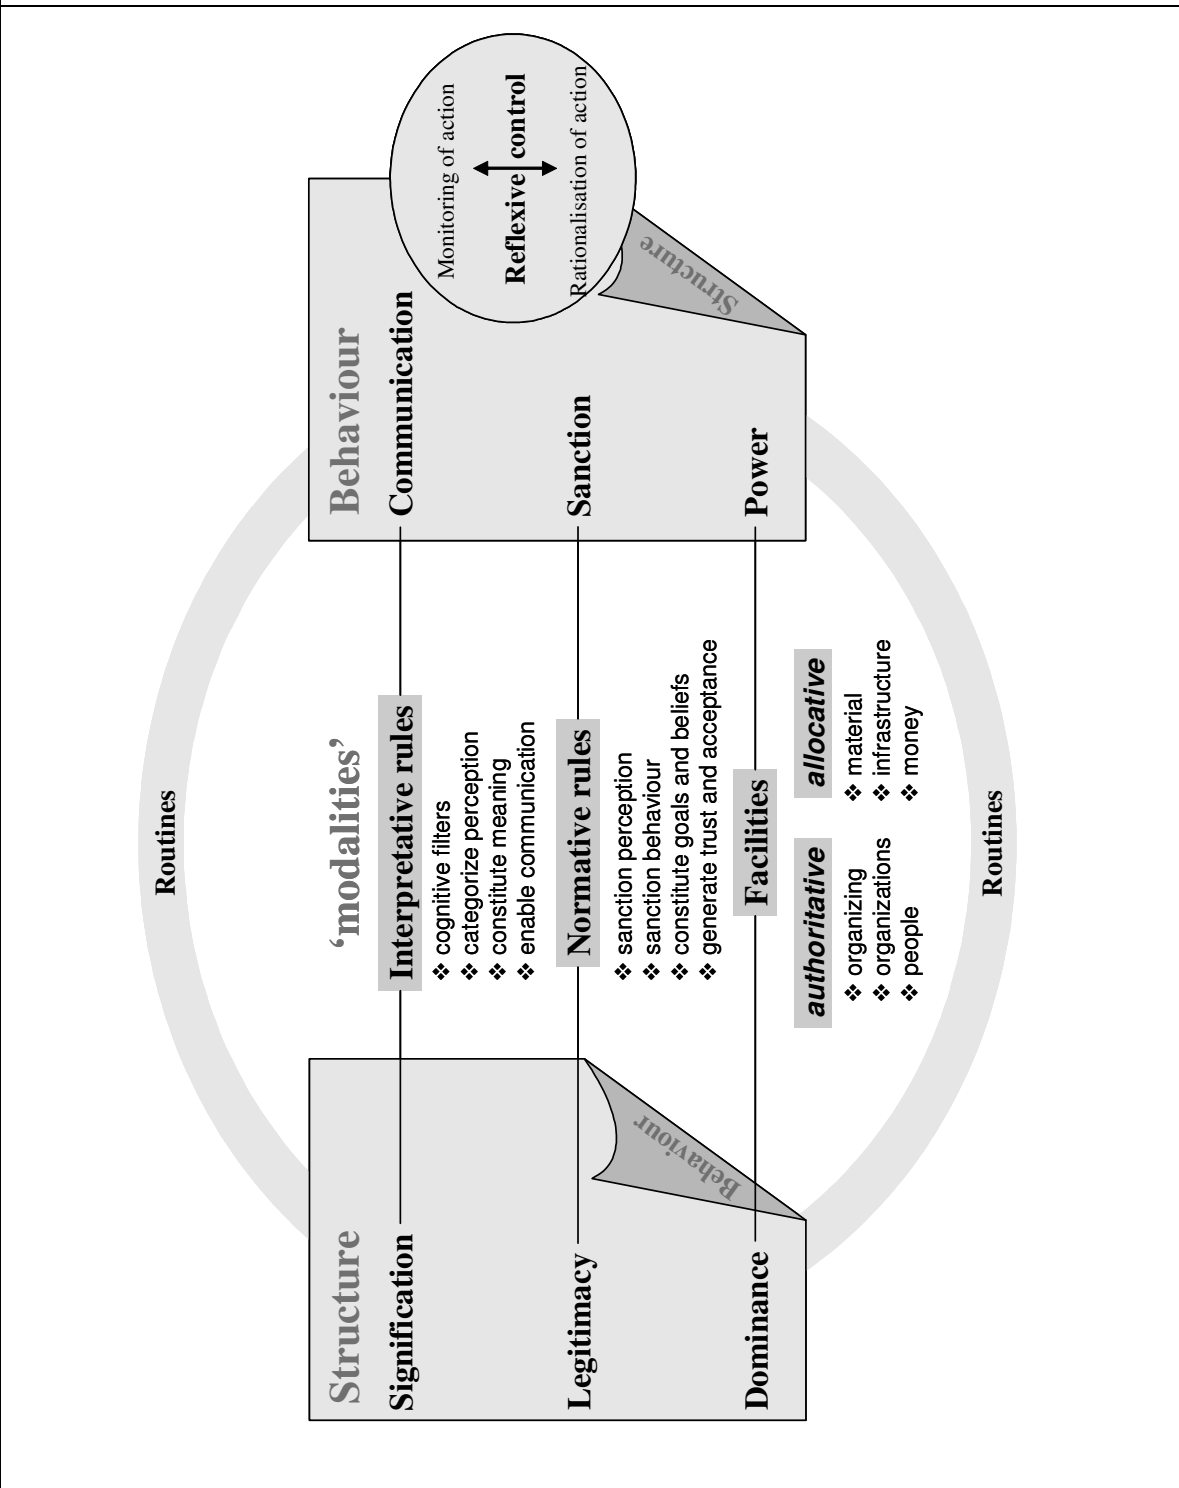 Routines
Structure
'modalities'
Behaviour
Signification
Interpretative rules
Communication
❖ cognitive filters
❖ categorize perception
❖ constitute meaning
❖ enable communication
Monitoring of action
Reflexive control
Rationalisation of action
Legitimacy
Normative rules
Sanction
❖ sanction perception
❖ sanction behaviour
❖ constitute goals and beliefs
❖ generate trust and acceptance
Behaviour
Structure
Dominance
Facilities
Power
authoritative
❖ organizing
❖ organizations
❖ people
allocative
❖ material
❖ infrastructure
❖ money
Routines